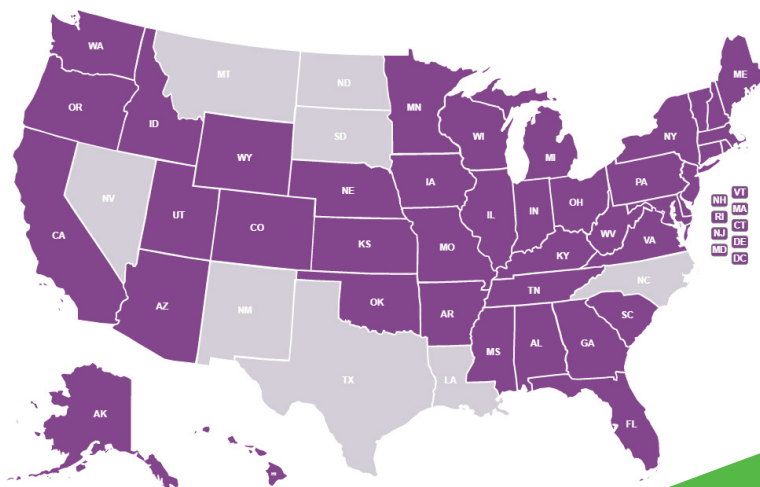 WA
MT
ND
MN
ME
OR
ID
SD
WI
MI
NY
WY
NV
UT
CO
NE
IA
IL
IN
OH
PA
NH
VT
RI
MA
NJ
CT
MD
DE
DC
CA
KS
MO
KY
WV
VA
AZ
NM
OK
AR
TN
NC
SC
TX
LA
MS
AL
GA
FL
AK
HI